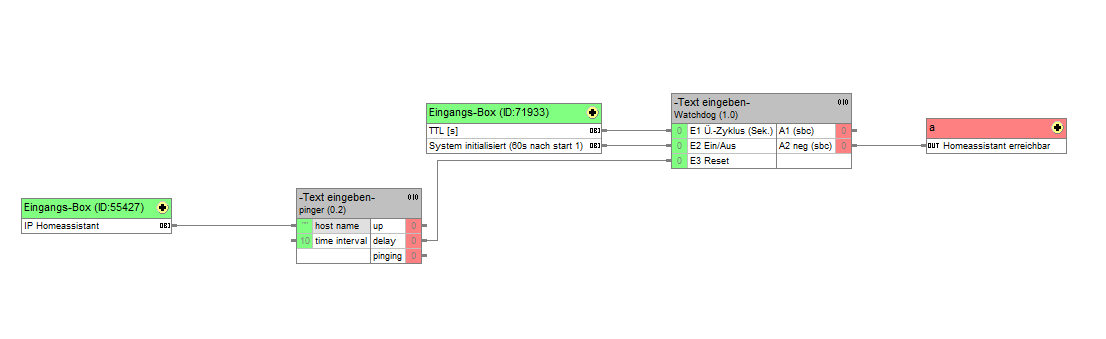 Eingangs-Box (ID:71933)
TTL [s]
System initialisiert (60s nach start 1)
-Text eingeben-
Watchdog (1.0)
0 E1 Ü.-Zyklus (Sek.) A1 (sbc) 0
0 E2 Ein/Aus A2 neg (sbc) 0
0 E3 Reset
a
OUT Homeassistant erreichbar
Eingangs-Box (ID:55427)
IP Homeassistant
-Text eingeben-
pinger (0.2)
host name up 0
10 time interval delay 0
pinging 0